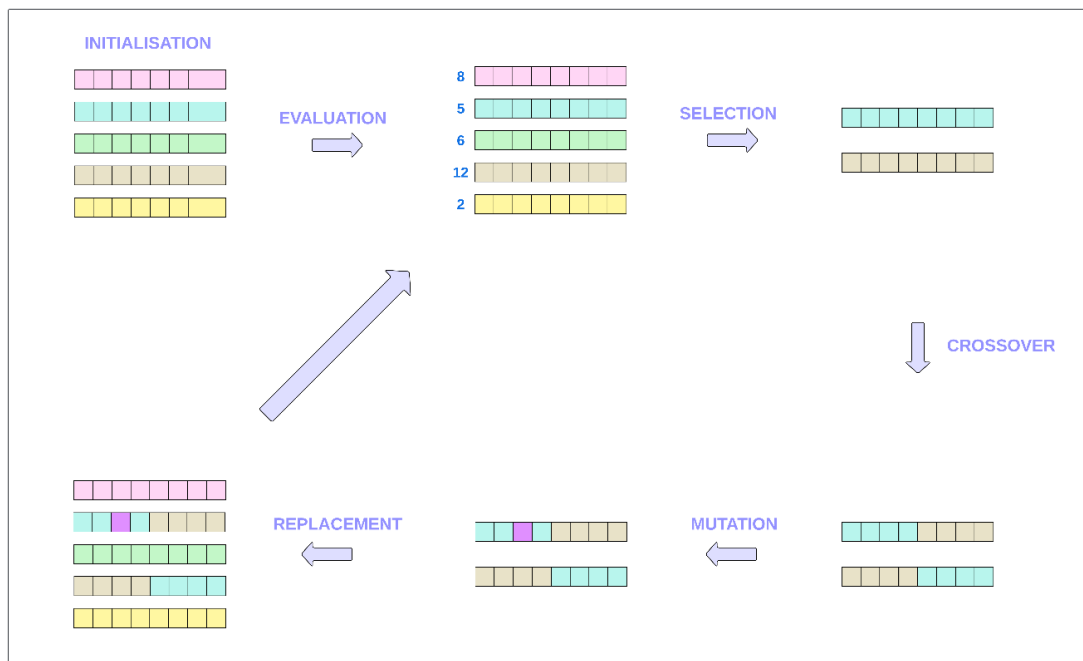 INITIALISATION
EVALUATION
8
5
6
12
2
SELECTION
CROSSOVER
MUTATION
REPLACEMENT